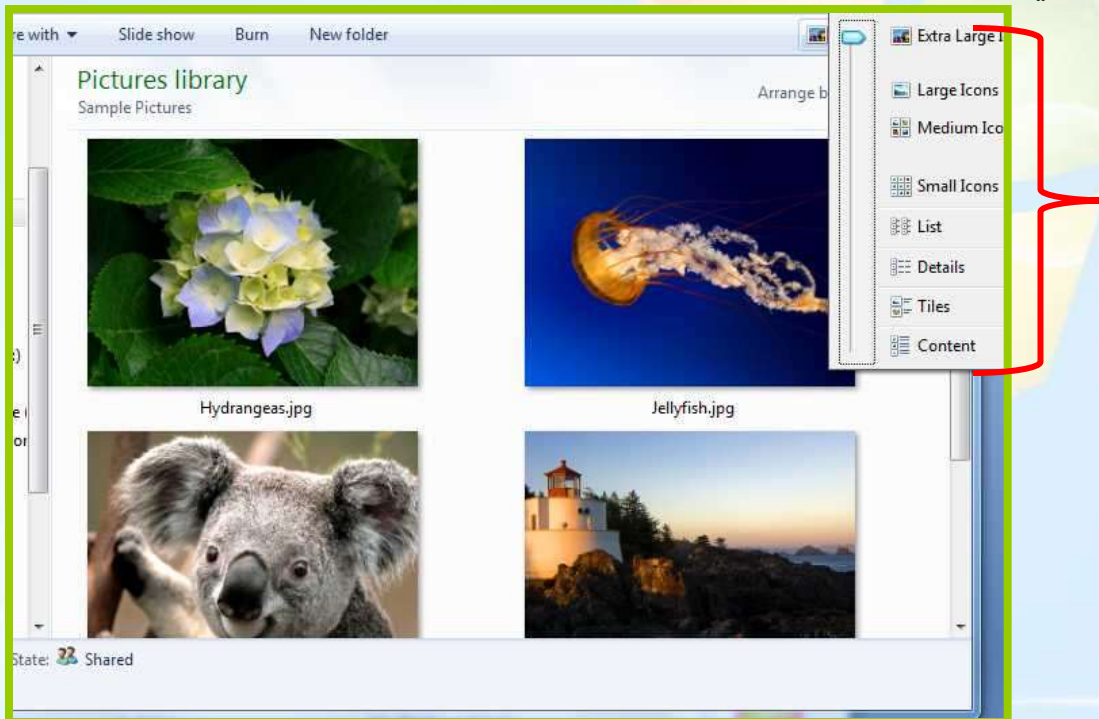 re with Slide show Burn New folder
Pictures library
Sample Pictures
Arrange b
Extra Large I
Large Icons
Medium Ico
Small Icons
List
Details
Tiles
Content
Hydrangeas.jpg
Jellyfish.jpg
:)
e (
or
State: Shared